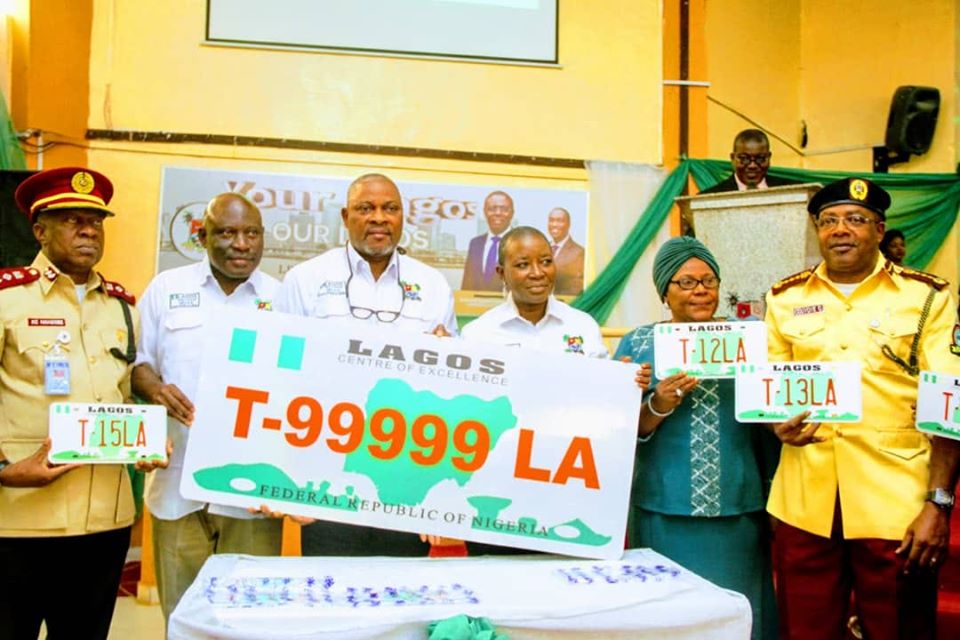 Your Lagos
OUR
LAGOS
CENTRE OF EXCELLENCE
T-99999 LA
FEDERAL REPUBLIC OF NIGERIA
LAGOS
T-15LA
LAGOS
T-12LA
LAGOS
T-13LA
T-1